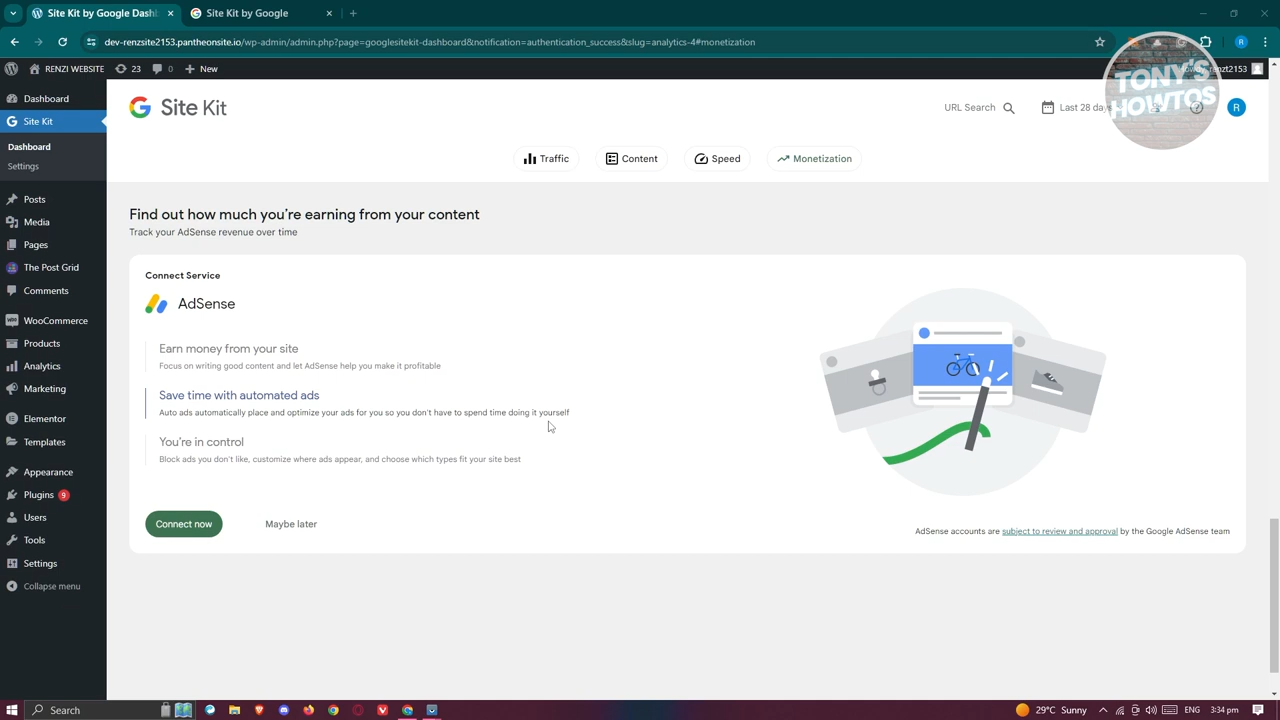 Site Kit by Google Dash
Site Kit by Google
dev-renzsite2153.pantheonsite.io/wp-admin/admin.php?page=googlesitekit-dashboard&notification=authentication_success&slug=analytics-4#monetization
R
RENZI WEBSITE
23
0
New
renzt2153
TONY'S
HOWTOS
Dashboard
Site Kit
Dashboard
Settings
Posts
Media
Pages
The Post Grid
Comments
WooCommerce
Products
Analytics
Marketing
Elementor
Templates
Appearance
Plugins 9
Users
Tools
Settings
Collapse menu
Site Kit
URL Search
Last 28 days
R
Traffic
Content
Speed
Monetization
Find out how much you're earning from your content
Track your AdSense revenue over time
Connect Service
AdSense
Earn money from your site
Focus on writing good content and let AdSense help you make it profitable
Save time with automated ads
Auto ads automatically place and optimize your ads for you so you don't have to spend time doing it yourself
You're in control
Block ads you don't like, customize where ads appear, and choose which types fit your site best
Connect now
Maybe later
AdSense accounts are subject to review and approval by the Google AdSense team
Search
29°C Sunny
ENG
3:34 pm